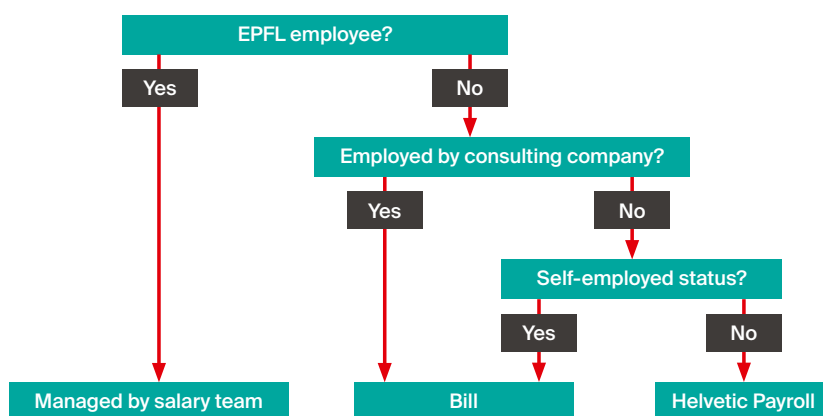 EPFL employee?
Yes
No
Employed by consulting company?
Yes
No
Self-employed status?
Yes
No
Managed by salary team
Bill
Helvetic Payroll